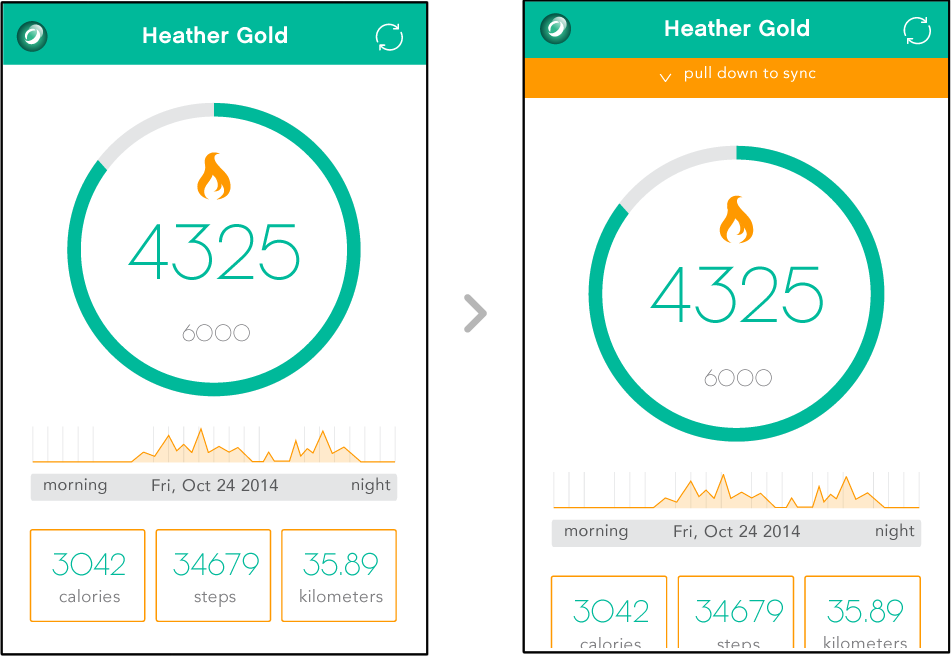 Heather Gold
4325
6000
morning Fri, Oct 24 2014 night
3042 34679 35.89
calories steps kilometers
Heather Gold
pull down to sync
4325
6000
morning Fri, Oct 24 2014 night
3042 34679 35.89
calories steps kilometers